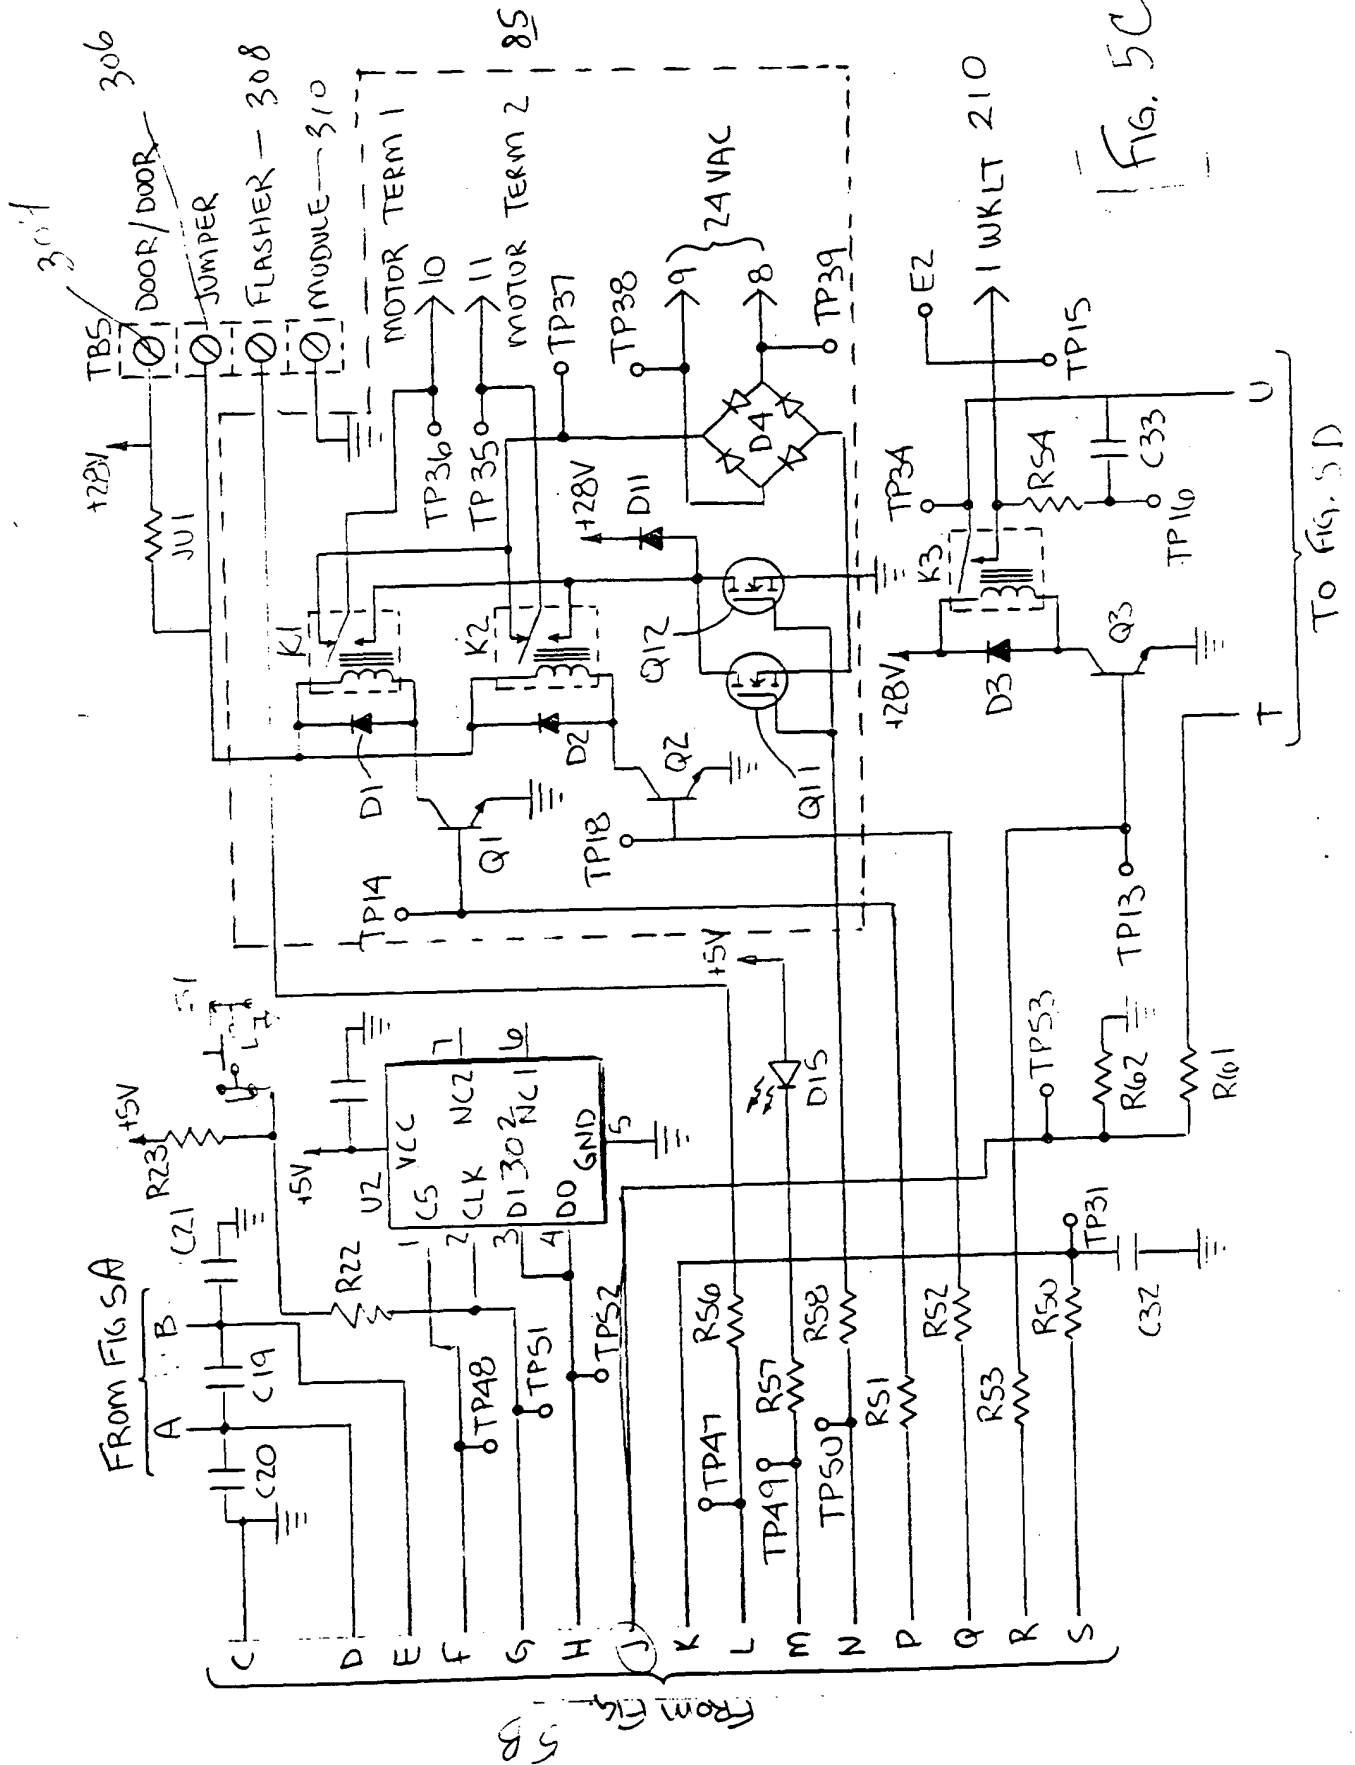 306
304
TB5
DOOR/DOOR
JUMPER
FLASHER — 308
MODULE — 310
+28V
JU1
85
MOTOR TERM 1
10
11
MOTOR TERM 2
TP36
TP35
TP37
TP38
9
24VAC
8
TP39
D4
+28V
D11
K1
K2
D1
D2
Q1
Q2
Q12
Q11
TP14
TP18
E2
1 WKLT 210
TP15
TP34
K3
R54
C33
TP16
U
+28V
D3
Q3
T
TO FIG. 5D
FIG. 5C
S1
+5V
R23
C21
FROM FIG 5A
B
A
C19
C20
R22
+5V
U2
VCC
1 CS
2 CLK
3 DI
4 DO
302
NC2 7
NC1 6
GND
5
TP48
TP51
TP52
+5V
D15
R56
TP47
R57
TP49
R58
TP50
R51
R52
R53
R50
TP31
C32
TP53
R62
R61
TP13
C
D
E
F
G
H
J
K
L
M
N
P
Q
R
S
FROM FIG.
5B